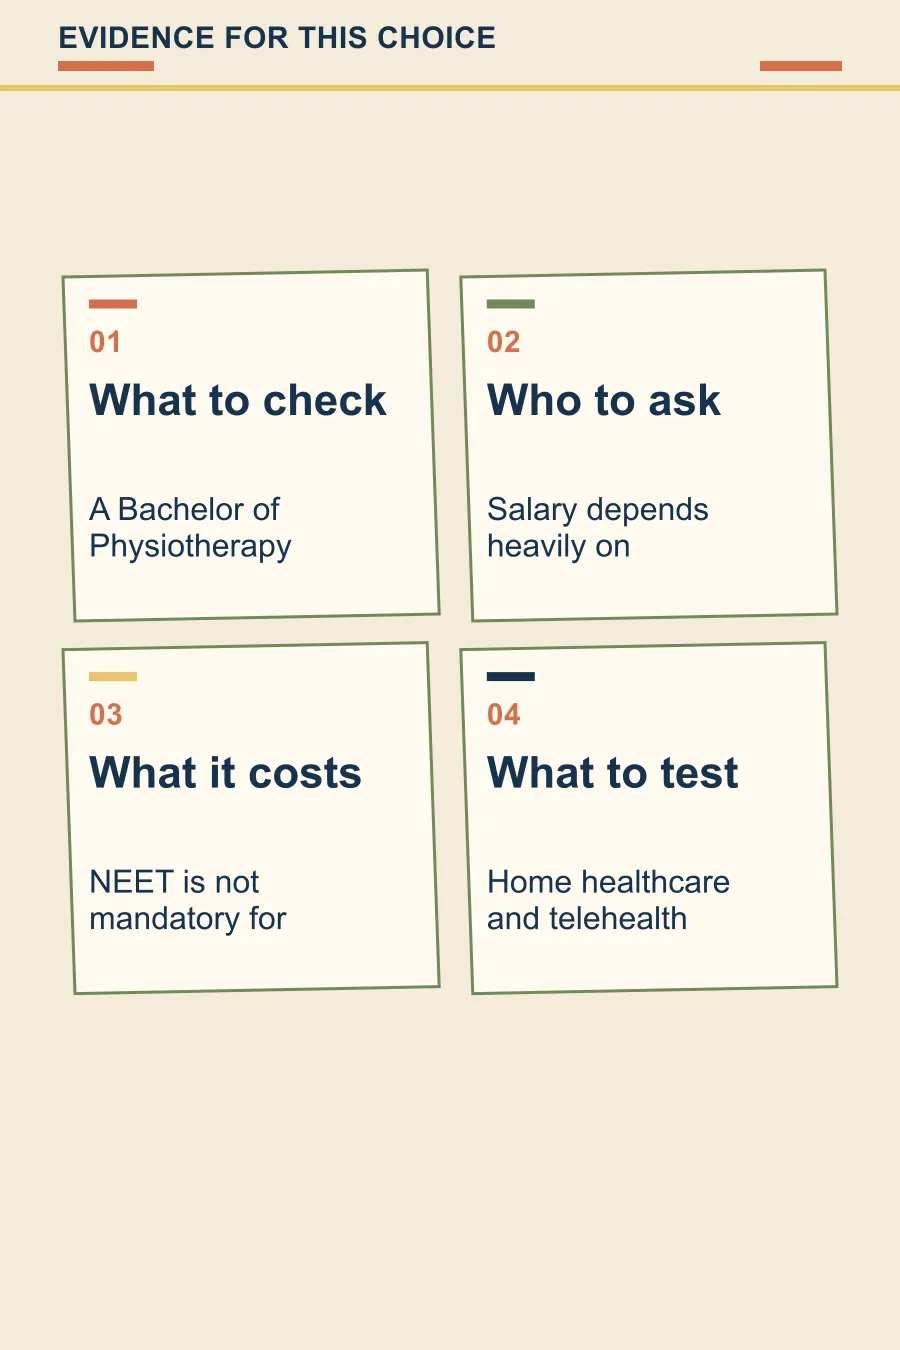 EVIDENCE FOR THIS CHOICE
01
What to check
A Bachelor of
Physiotherapy
02
Who to ask
Salary depends
heavily on
03
What it costs
NEET is not
mandatory for
04
What to test
Home healthcare
and telehealth